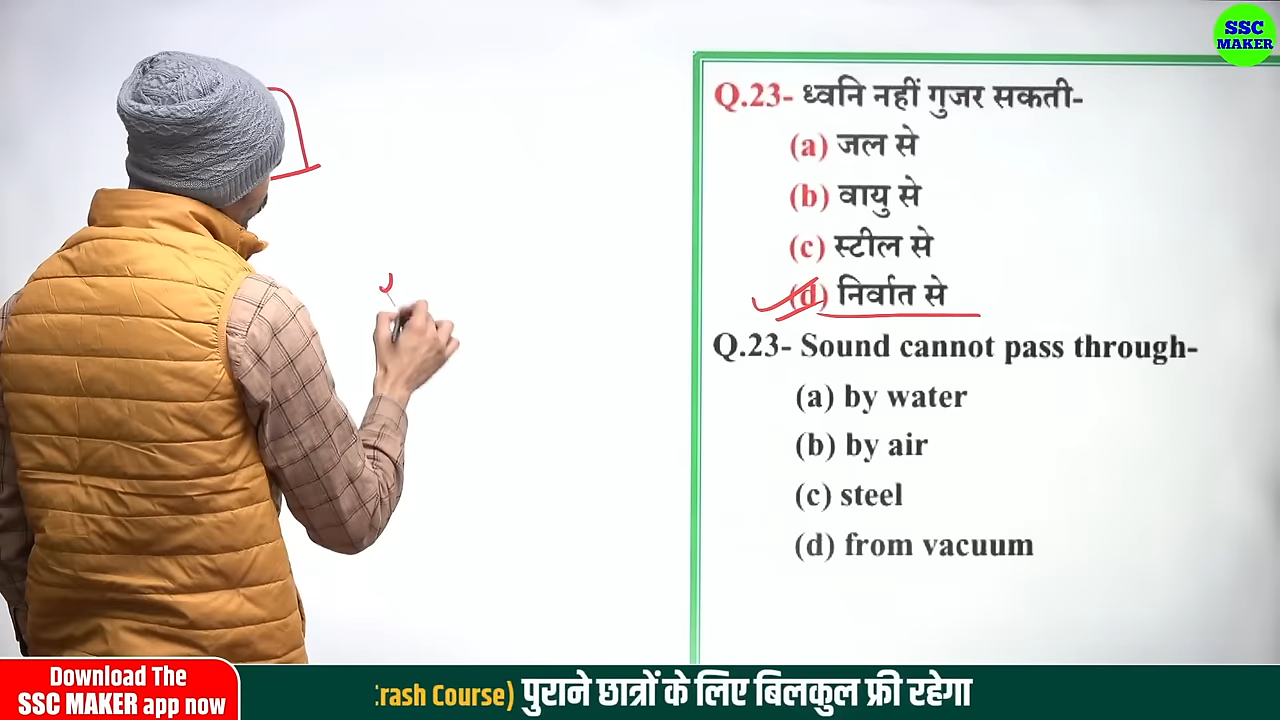 SSC
MAKER
Q.23- ध्वनि नहीं गुजर सकती-
(a) जल से
(b) वायु से
(c) स्टील से
(d) निर्वात से
Q.23- Sound cannot pass through-
(a) by water
(b) by air
(c) steel
(d) from vacuum
Download The
SSC MAKER app now
rash Course) पुराने छात्रों के लिए बिलकुल फ्री रहेगा